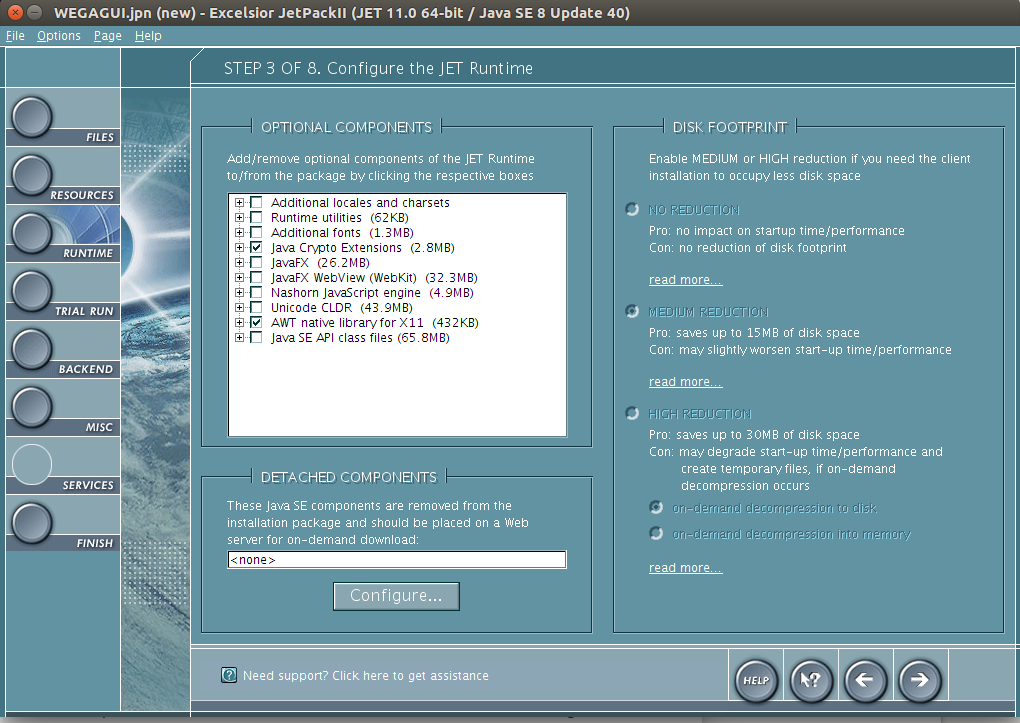 WEGAGUI.jpn (new) - Excelsior JetPackII (JET 11.0 64-bit / Java SE 8 Update 40)
File Options Page Help
STEP 3 OF 8. Configure the JET Runtime
FILES
RESOURCES
RUNTIME
TRIAL RUN
BACKEND
MISC
SERVICES
FINISH
OPTIONAL COMPONENTS
Add/remove optional components of the JET Runtime
to/from the package by clicking the respective boxes
Additional locales and charsets
Runtime utilities (62KB)
Additional fonts (1.3MB)
Java Crypto Extensions (2.8MB)
JavaFX (26.2MB)
JavaFX WebView (WebKit) (32.3MB)
Nashorn JavaScript engine (4.9MB)
Unicode CLDR (43.9MB)
AWT native library for X11 (432KB)
Java SE API class files (65.8MB)
DETACHED COMPONENTS
These Java SE components are removed from the
installation package and should be placed on a Web
server for on-demand download:
<none>
Configure...
DISK FOOTPRINT
Enable MEDIUM or HIGH reduction if you need the client
installation to occupy less disk space
NO REDUCTION
Pro: no impact on startup time/performance
Con: no reduction of disk footprint
read more...
MEDIUM REDUCTION
Pro: saves up to 15MB of disk space
Con: may slightly worsen start-up time/performance
read more...
HIGH REDUCTION
Pro: saves up to 30MB of disk space
Con: may degrade start-up time/performance and
create temporary files, if on-demand
decompression occurs
on-demand decompression to disk
on-demand decompression into memory
read more...
? Need support? Click here to get assistance
HELP
?